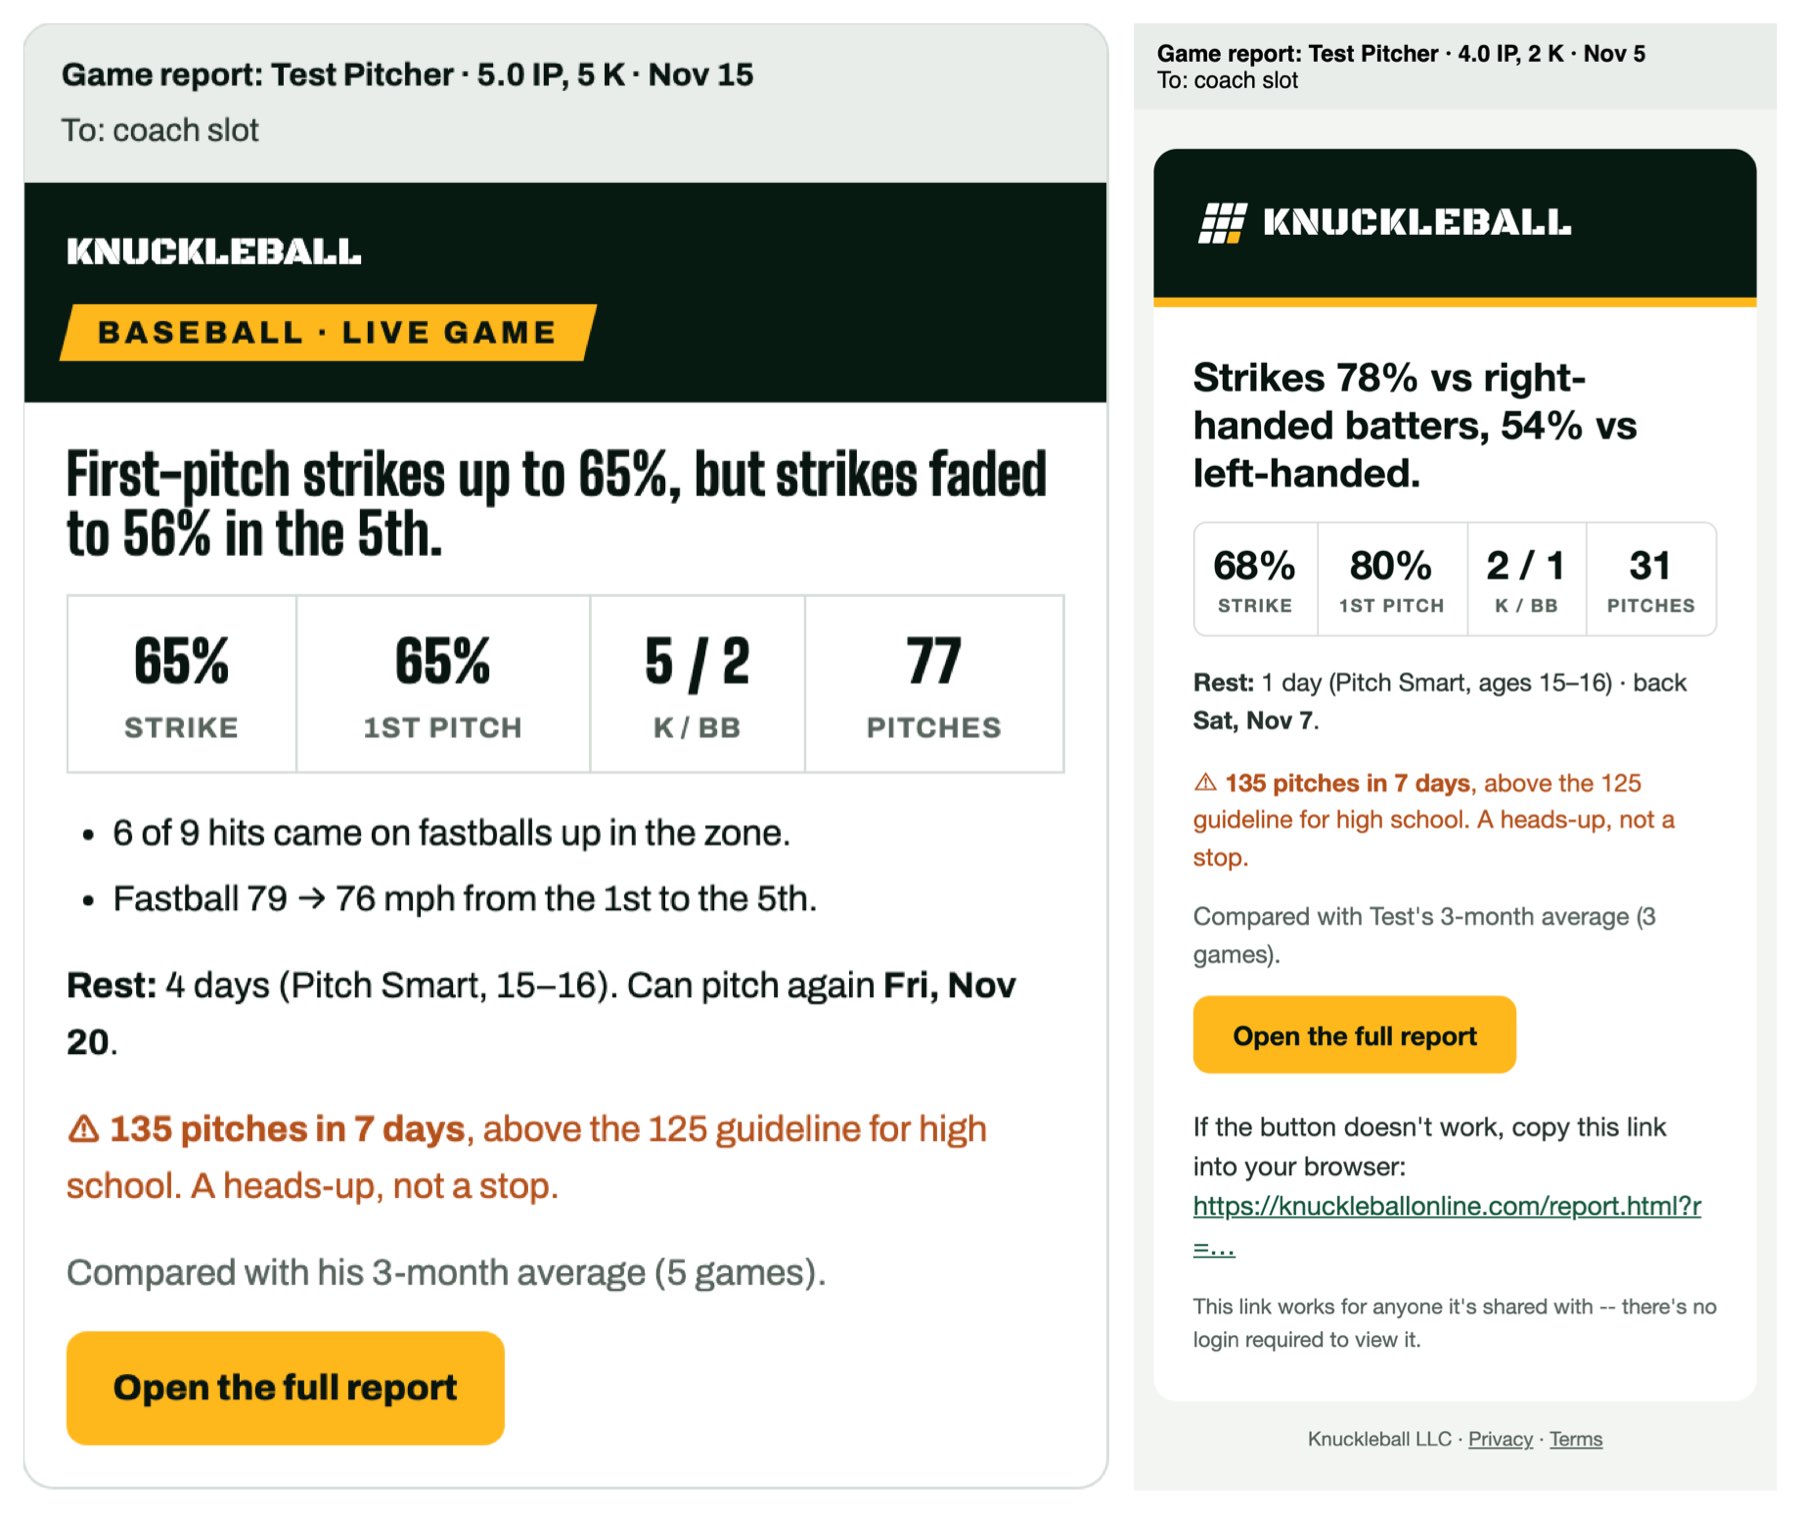 Game report: Test Pitcher · 5.0 IP, 5 K · Nov 15
To: coach slot
KNUCKLEBALL
BASEBALL · LIVE GAME
First-pitch strikes up to 65%, but strikes faded
to 56% in the 5th.
65%
STRIKE
65%
1ST PITCH
5 / 2
K / BB
77
PITCHES
• 6 of 9 hits came on fastballs up in the zone.
• Fastball 79 → 76 mph from the 1st to the 5th.
Rest: 4 days (Pitch Smart, 15–16). Can pitch again Fri, Nov
20.
⚠ 135 pitches in 7 days, above the 125 guideline for high
school. A heads-up, not a stop.
Compared with his 3-month average (5 games).
Open the full report
Game report: Test Pitcher · 4.0 IP, 2 K · Nov 5
To: coach slot
KNUCKLEBALL
Strikes 78% vs right-
handed batters, 54% vs
left-handed.
68%
STRIKE
80%
1ST PITCH
2 / 1
K / BB
31
PITCHES
Rest: 1 day (Pitch Smart, ages 15–16) · back
Sat, Nov 7.
⚠ 135 pitches in 7 days, above the 125
guideline for high school. A heads-up, not a
stop.
Compared with Test's 3-month average (3
games).
Open the full report
If the button doesn't work, copy this link
into your browser:
https://knuckleballonline.com/report.html?r
=...
This link works for anyone it's shared with -- there's no
login required to view it.
Knuckleball LLC · Privacy · Terms